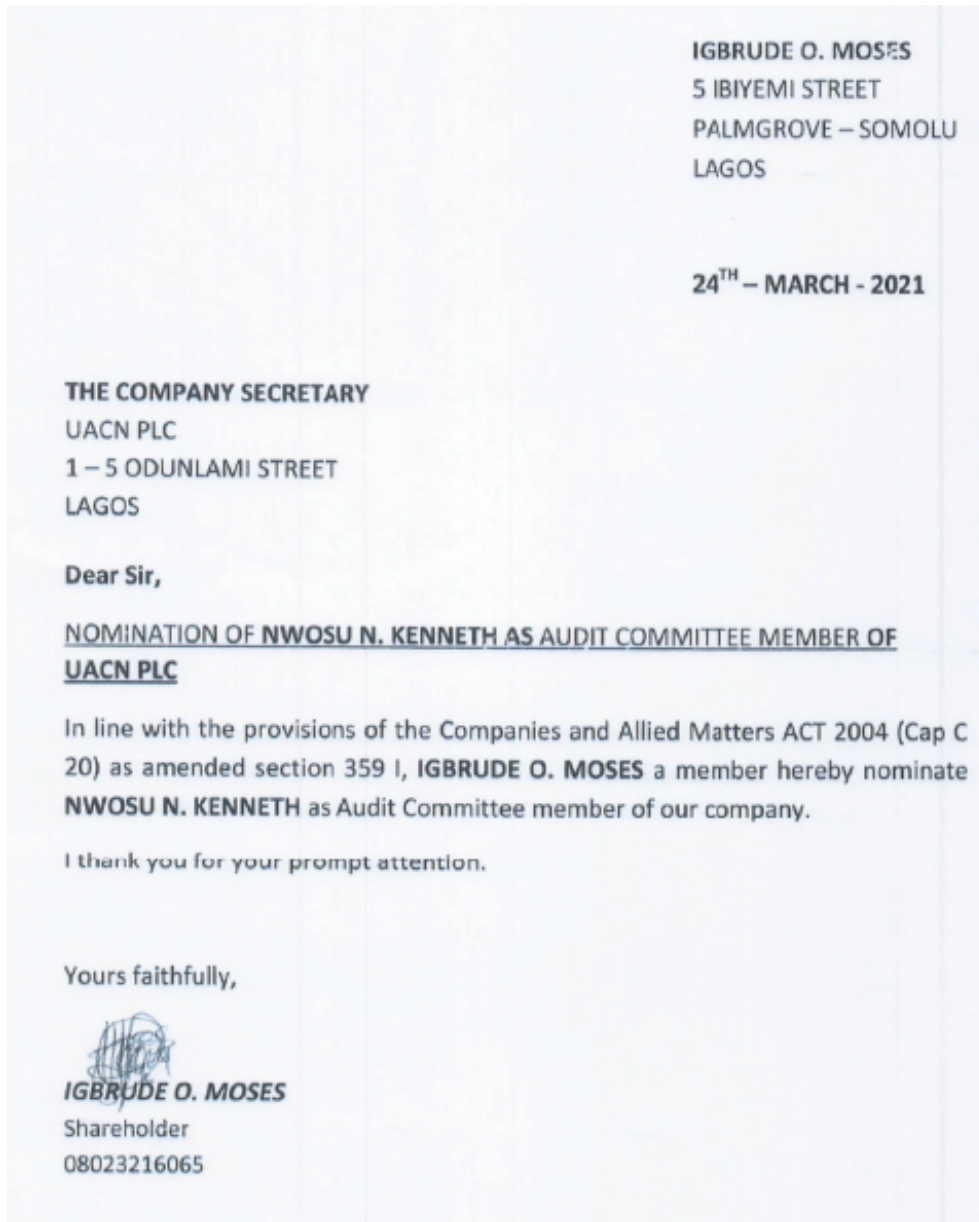 IGBRUDE O. MOSES
5 IBIYEMI STREET
PALMGROVE – SOMOLU
LAGOS
24TH – MARCH - 2021
THE COMPANY SECRETARY
UACN PLC
1 – 5 ODUNLAMI STREET
LAGOS
Dear Sir,
NOMINATION OF NWOSU N. KENNETH AS AUDIT COMMITTEE MEMBER OF
UACN PLC
In line with the provisions of the Companies and Allied Matters ACT 2004 (Cap C
20) as amended section 359 I, IGBRUDE O. MOSES a member hereby nominate
NWOSU N. KENNETH as Audit Committee member of our company.
I thank you for your prompt attention.
Yours faithfully,
IGBRUDE O. MOSES
Shareholder
08023216065